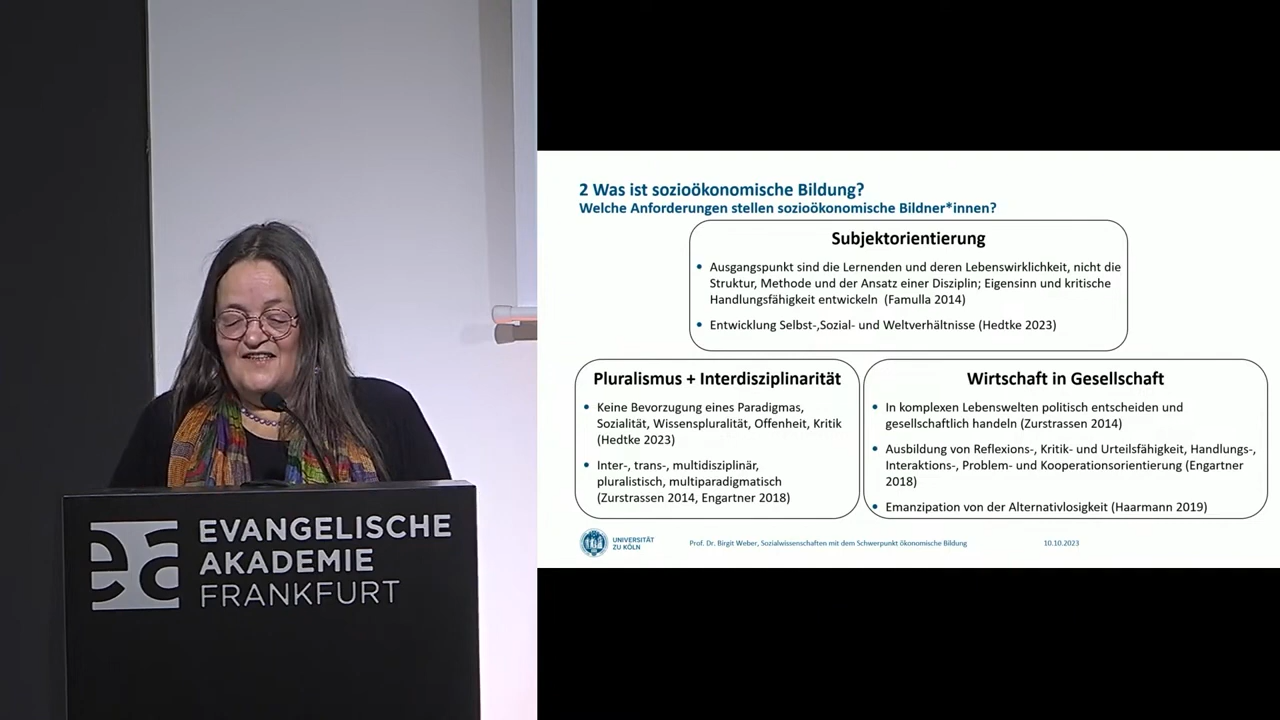 ea
EVANGELISCHE
AKADEMIE
FRANKFURT
2 Was ist sozioökonomische Bildung?
Welche Anforderungen stellen sozioökonomische Bildner*innen?
Subjektorientierung
• Ausgangspunkt sind die Lernenden und deren Lebenswirklichkeit, nicht die
Struktur, Methode und der Ansatz einer Disziplin; Eigensinn und kritische
Handlungsfähigkeit entwickeln (Famulla 2014)
• Entwicklung Selbst-,Sozial- und Weltverhältnisse (Hedtke 2023)
Pluralismus + Interdisziplinarität
• Keine Bevorzugung eines Paradigmas,
Sozialität, Wissenspluralität, Offenheit, Kritik
(Hedtke 2023)
• Inter-, trans-, multidisziplinär,
pluralistisch, multiparadigmatisch
(Zurstrassen 2014, Engartner 2018)
Wirtschaft in Gesellschaft
• In komplexen Lebenswelten politisch entscheiden und
gesellschaftlich handeln (Zurstrassen 2014)
• Ausbildung von Reflexions-, Kritik- und Urteilsfähigkeit, Handlungs-,
Interaktions-, Problem- und Kooperationsorientierung (Engartner
2018)
• Emanzipation von der Alternativlosigkeit (Haarmann 2019)
UNIVERSITÄT
ZU KÖLN
Prof. Dr. Birgit Weber, Sozialwissenschaften mit dem Schwerpunkt ökonomische Bildung
10.10.2023